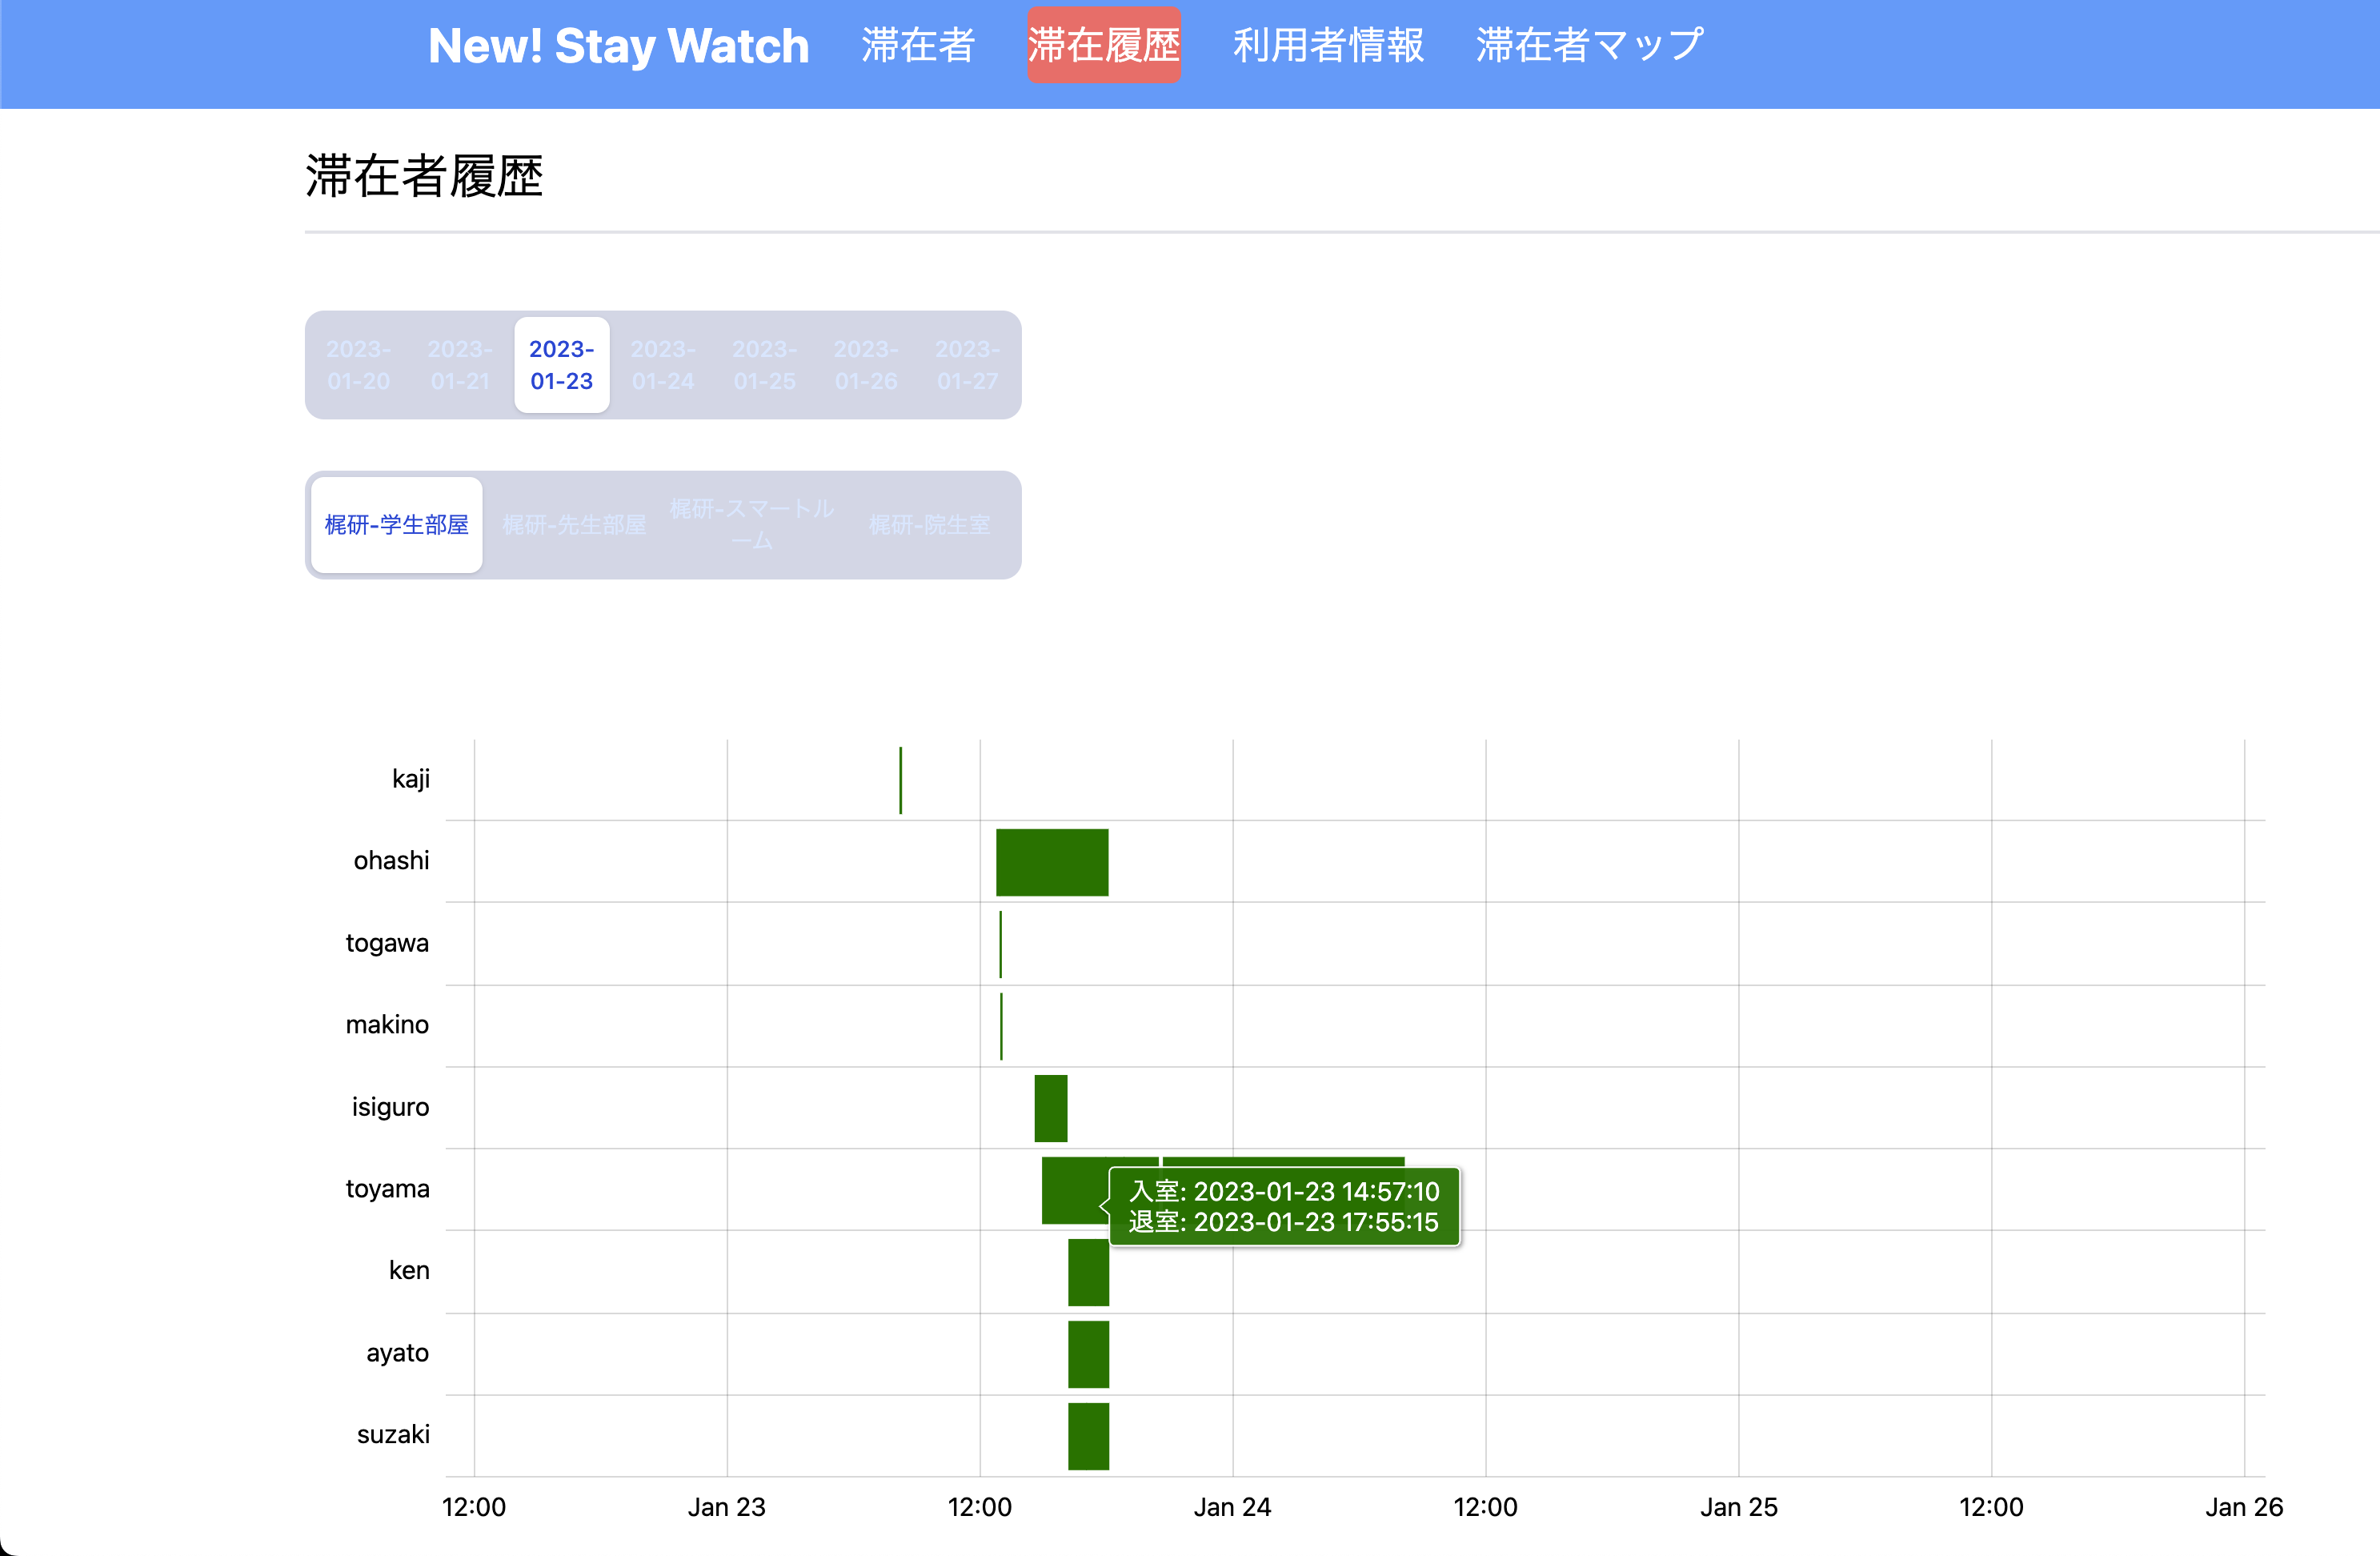 New! Stay Watch 滞在者 滞在履歴 利用者情報 滞在者マップ
滞在者履歴
2023-01-20 2023-01-21 2023-01-23 2023-01-24 2023-01-25 2023-01-26 2023-01-27
梶研-学生部屋 梶研-先生部屋 梶研-スマートルーム 梶研-院生室
kaji
ohashi
togawa
makino
isiguro
toyama
入室: 2023-01-23 14:57:10
退室: 2023-01-23 17:55:15
ken
ayato
suzaki
12:00 Jan 23 12:00 Jan 24 12:00 Jan 25 12:00 Jan 26